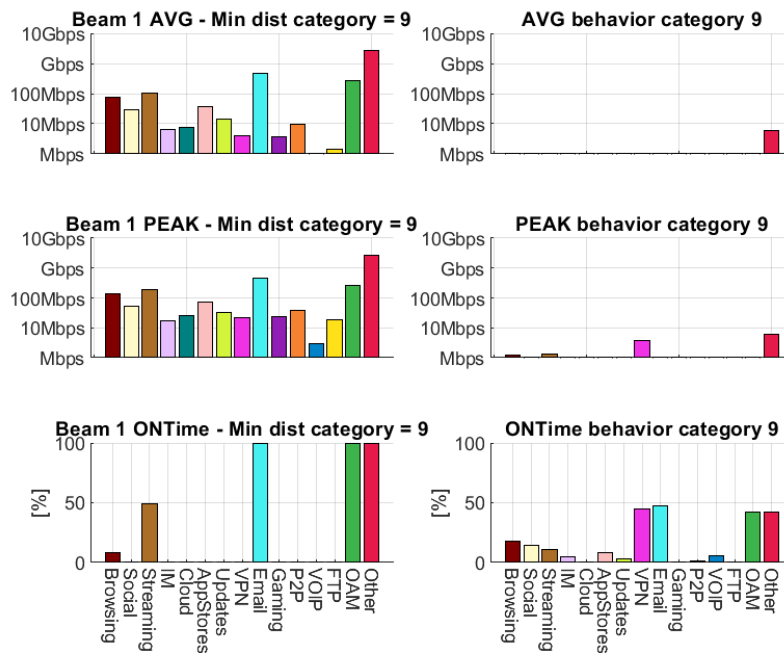 Beam 1 AVG - Min dist category = 9
AVG behavior category 9
10Gbps
Gbps
100Mbps
10Mbps
Mbps
10Gbps
Gbps
100Mbps
10Mbps
Mbps
Beam 1 PEAK - Min dist category = 9
PEAK behavior category 9
10Gbps
Gbps
100Mbps
10Mbps
Mbps
10Gbps
Gbps
100Mbps
10Mbps
Mbps
Beam 1 ONTime - Min dist category = 9
ONTime behavior category 9
[%]
100
50
0
[%]
100
50
0
Browsing
Social
Streaming
IM
Cloud
AppStores
Updates
VPN
Email
Gaming
P2P
VOIP
FTP
OAM
Other
Browsing
Social
Streaming
IM
Cloud
AppStores
Updates
VPN
Email
Gaming
P2P
VOIP
FTP
OAM
Other